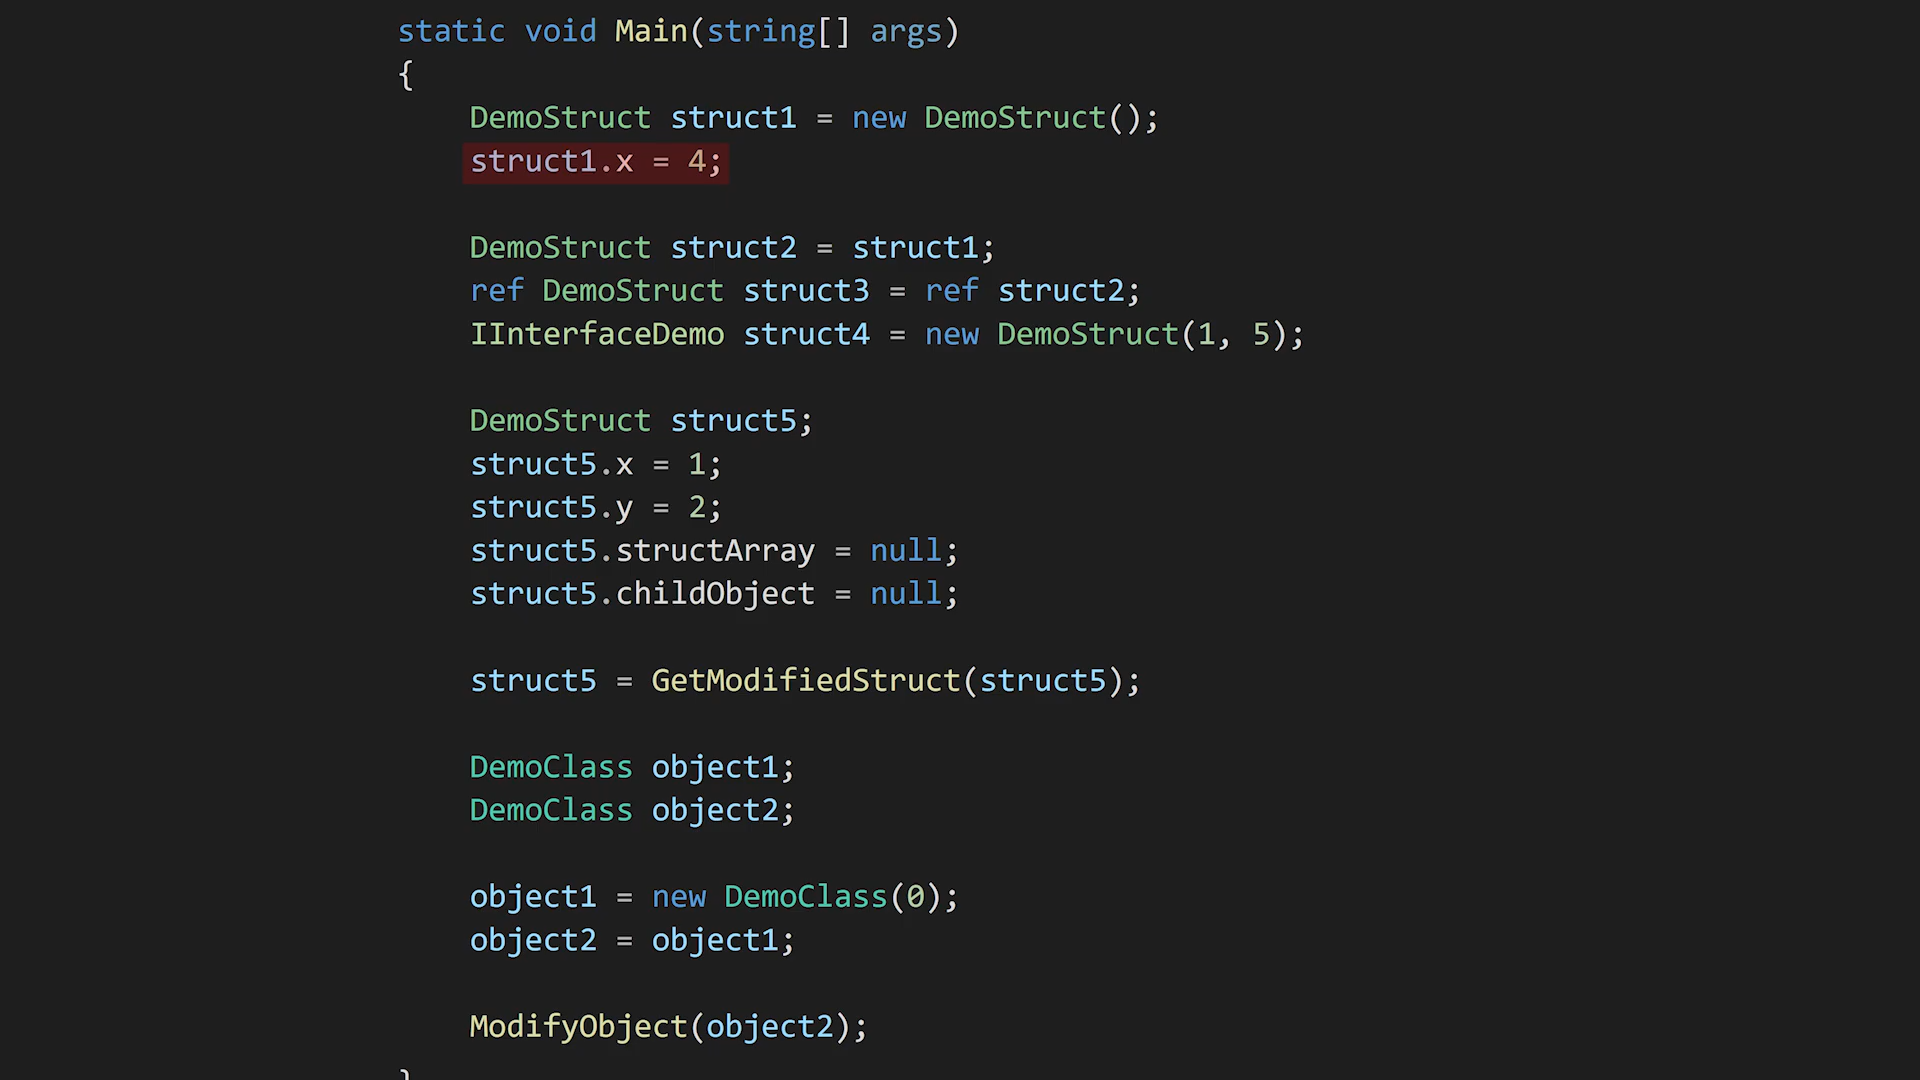 static void Main(string[] args)
{
DemoStruct struct1 = new DemoStruct();
struct1.x = 4;
DemoStruct struct2 = struct1;
ref DemoStruct struct3 = ref struct2;
IInterfaceDemo struct4 = new DemoStruct(1, 5);
DemoStruct struct5;
struct5.x = 1;
struct5.y = 2;
struct5.structArray = null;
struct5.childObject = null;
struct5 = GetModifiedStruct(struct5);
DemoClass object1;
DemoClass object2;
object1 = new DemoClass(0);
object2 = object1;
ModifyObject(object2);
}